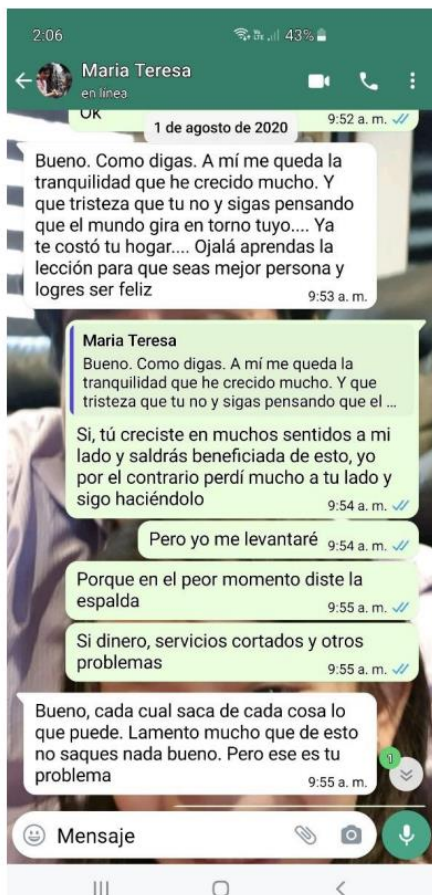 2:06
43%
Maria Teresa
en línea
OK
9:52 a. m.
1 de agosto de 2020
Bueno. Como digas. A mí me queda la
tranquilidad que he crecido mucho. Y
que tristeza que tu no y sigas pensando
que el mundo gira en torno tuyo.... Ya
te costó tu hogar.... Ojalá aprendas la
lección para que seas mejor persona y
logres ser feliz
9:53 a. m.
Maria Teresa
Bueno. Como digas. A mí me queda la
tranquilidad que he crecido mucho. Y que
tristeza que tu no y sigas pensando que el ...
Si, tú creciste en muchos sentidos a mi
lado y saldrás beneficiada de esto, yo
por el contrario perdí mucho a tu lado y
sigo haciéndolo
9:54 a. m.
Pero yo me levantaré 9:54 a. m.
Porque en el peor momento diste la
espalda
9:55 a. m.
Si dinero, servicios cortados y otros
problemas
9:55 a. m.
Bueno, cada cual saca de cada cosa lo
que puede. Lamento mucho que de esto
no saques nada bueno. Pero ese es tu
problema
9:55 a. m.
1
Mensaje